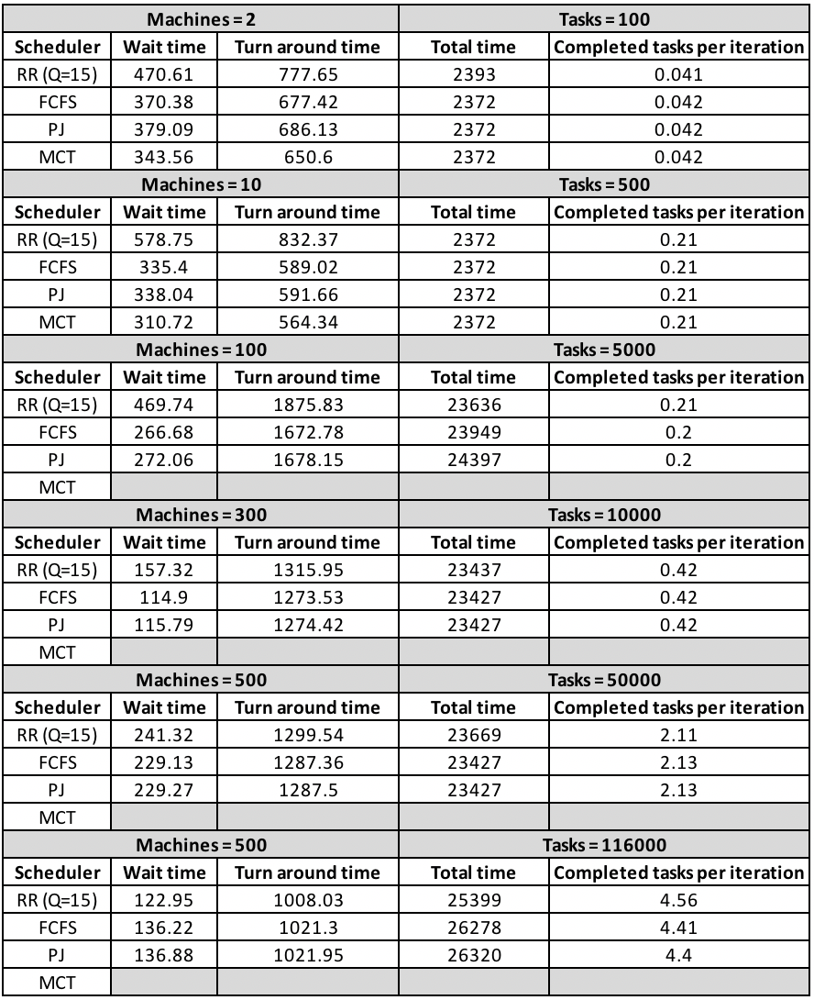 Machines = 2 Tasks = 100
Scheduler Wait time Turn around time Total time Completed tasks per iteration
RR (Q=15) 470.61 777.65 2393 0.041
FCFS 370.38 677.42 2372 0.042
PJ 379.09 686.13 2372 0.042
MCT 343.56 650.6 2372 0.042
Machines = 10 Tasks = 500
Scheduler Wait time Turn around time Total time Completed tasks per iteration
RR (Q=15) 578.75 832.37 2372 0.21
FCFS 335.4 589.02 2372 0.21
PJ 338.04 591.66 2372 0.21
MCT 310.72 564.34 2372 0.21
Machines = 100 Tasks = 5000
Scheduler Wait time Turn around time Total time Completed tasks per iteration
RR (Q=15) 469.74 1875.83 23636 0.21
FCFS 266.68 1672.78 23949 0.2
PJ 272.06 1678.15 24397 0.2
MCT
Machines = 300 Tasks = 10000
Scheduler Wait time Turn around time Total time Completed tasks per iteration
RR (Q=15) 157.32 1315.95 23437 0.42
FCFS 114.9 1273.53 23427 0.42
PJ 115.79 1274.42 23427 0.42
MCT
Machines = 500 Tasks = 50000
Scheduler Wait time Turn around time Total time Completed tasks per iteration
RR (Q=15) 241.32 1299.54 23669 2.11
FCFS 229.13 1287.36 23427 2.13
PJ 229.27 1287.5 23427 2.13
MCT
Machines = 500 Tasks = 116000
Scheduler Wait time Turn around time Total time Completed tasks per iteration
RR (Q=15) 122.95 1008.03 25399 4.56
FCFS 136.22 1021.3 26278 4.41
PJ 136.88 1021.95 26320 4.4
MCT